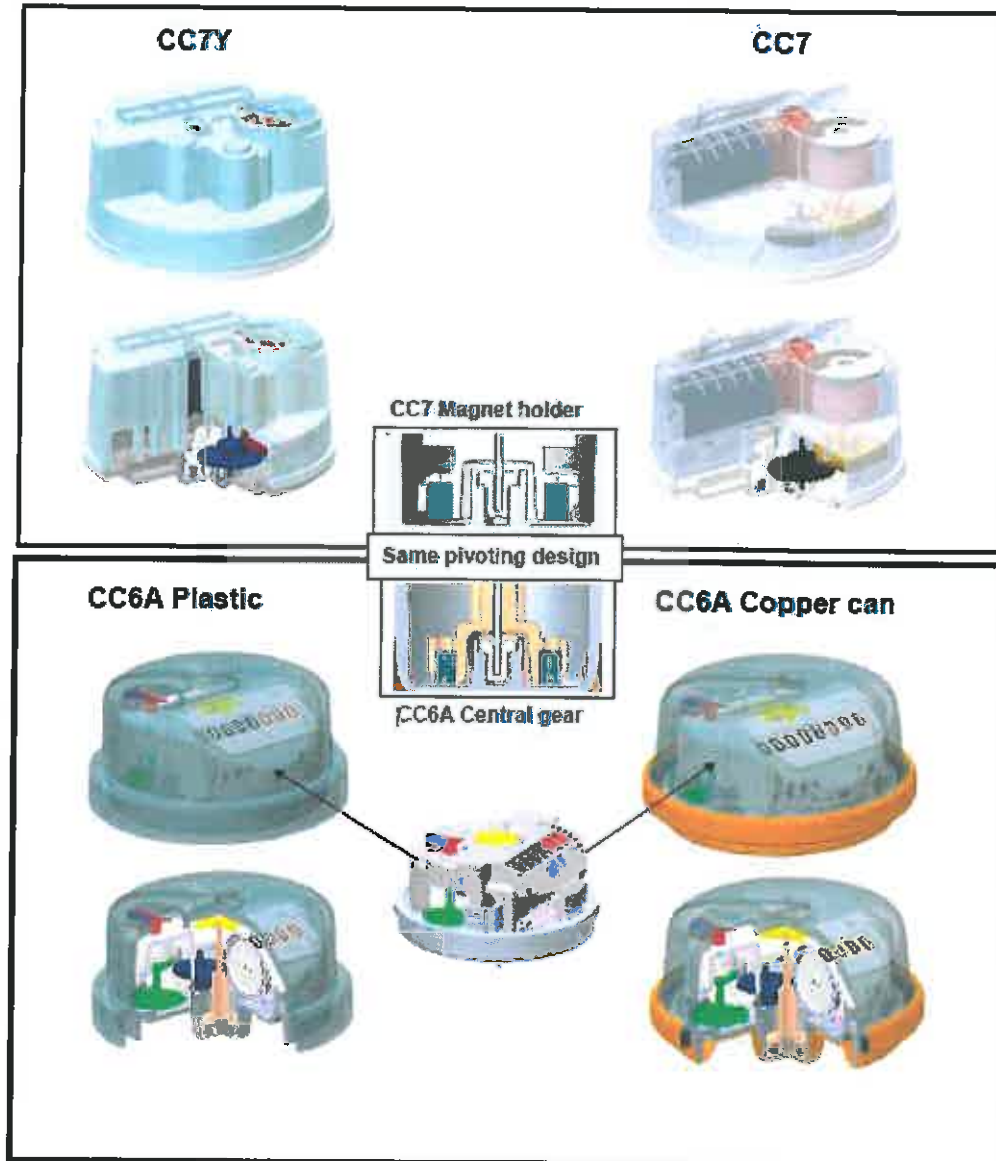 CC7Y
CC7
CC7 Magnet holder
Same pivoting design
CC6A Plastic
CC6A Copper can
CC6A Central gear